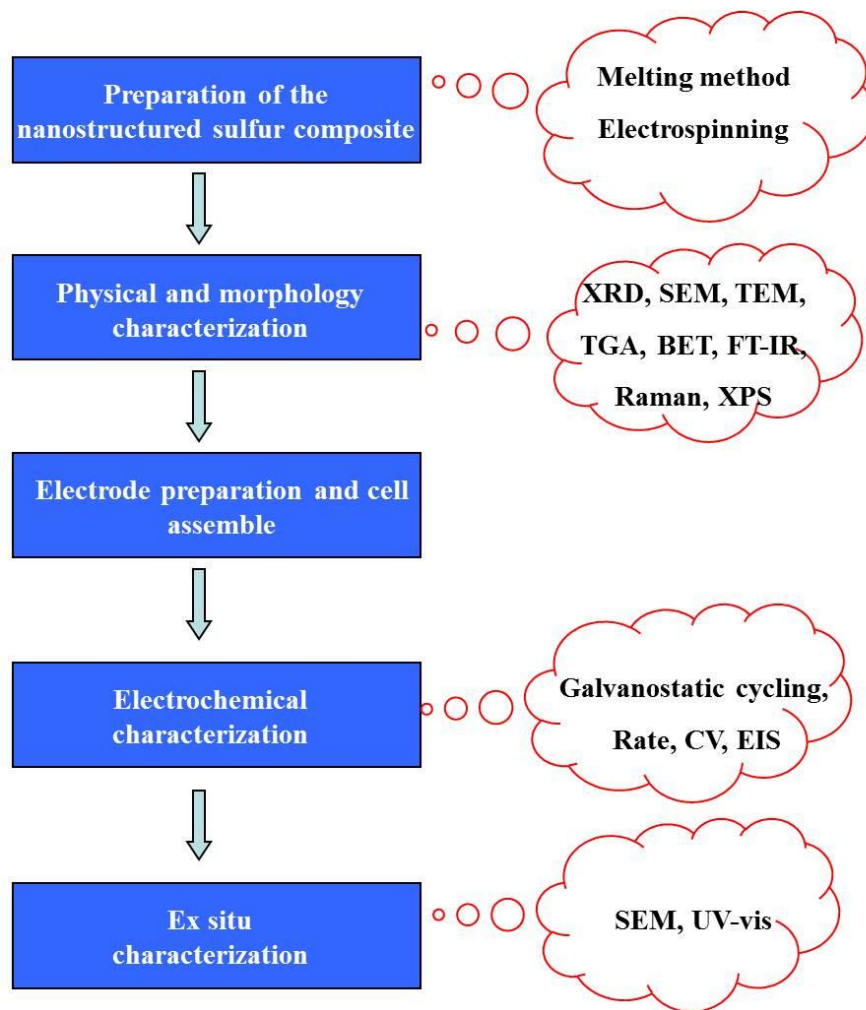 Preparation of the
nanostructured sulfur composite
Melting method
Electrospinning
Physical and morphology
characterization
XRD, SEM, TEM,
TGA, BET, FT-IR,
Raman, XPS
Electrode preparation and cell
assemble
Electrochemical
characterization
Galvanostatic cycling,
Rate, CV, EIS
Ex situ
characterization
SEM, UV-vis